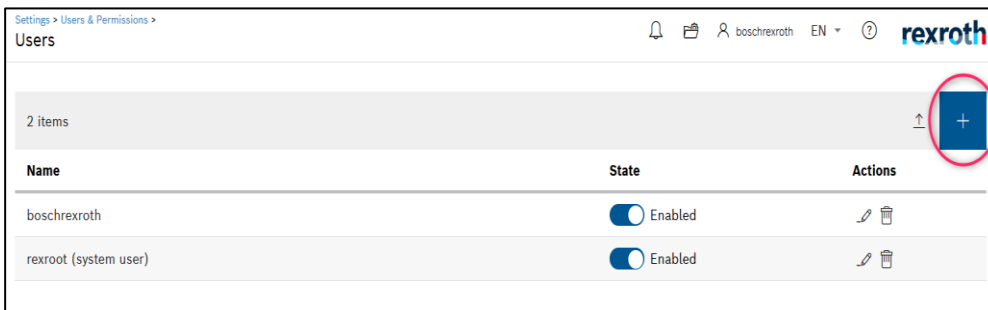 Settings > Users & Permissions >
Users
boschrexroth EN ? rexroth
2 items +
Name State Actions
boschrexroth Enabled
rexroot (system user) Enabled